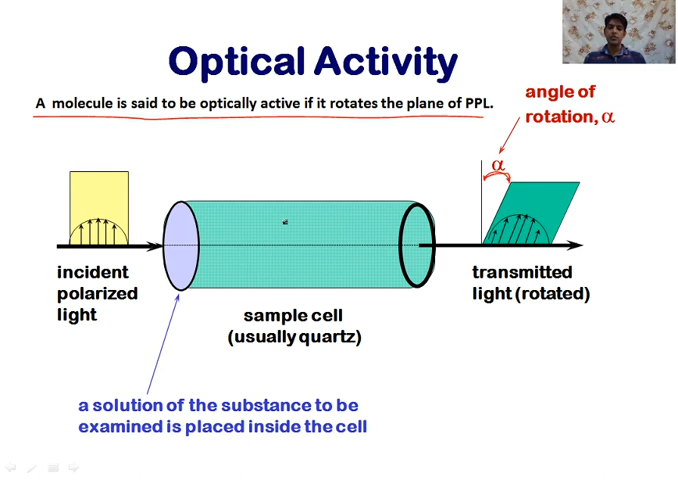 Optical Activity
A molecule is said to be optically active if it rotates the plane of PPL.
angle of
rotation, α
α
incident
polarized
light
sample cell
(usually quartz)
transmitted
light (rotated)
a solution of the substance to be
examined is placed inside the cell